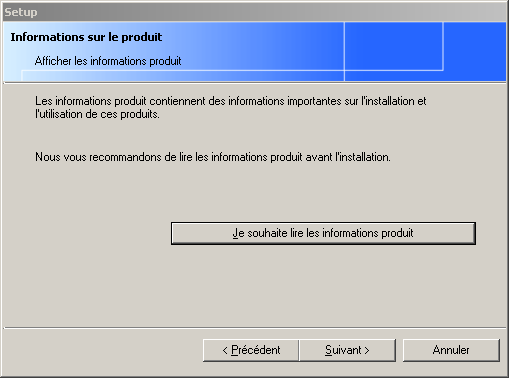 Setup
Informations sur le produit
Afficher les informations produit
Les informations produit contiennent des informations importantes sur l'installation et
l'utilisation de ces produits.
Nous vous recommandons de lire les informations produit avant l'installation.
Je souhaite lire les informations produit
< Précédent
Suivant >
Annuler